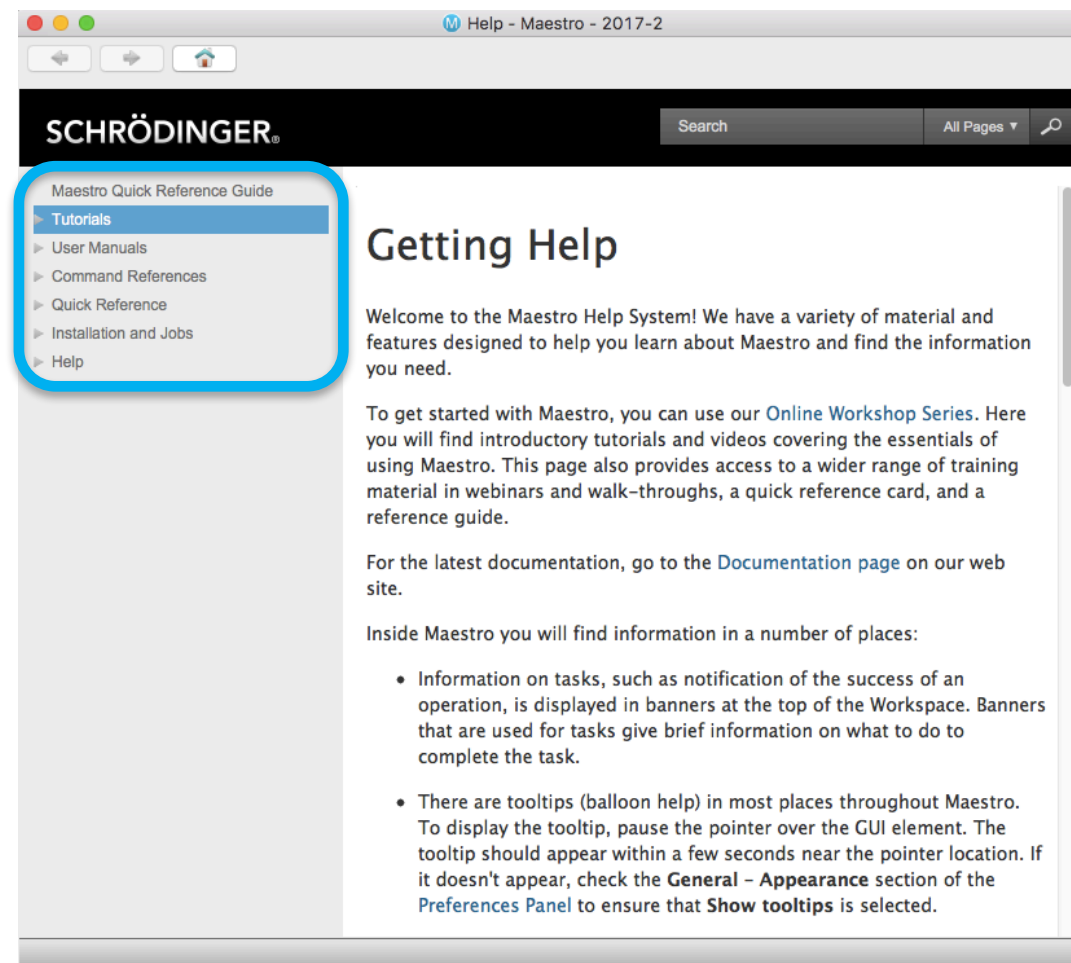 Help - Maestro - 2017-2
SCHRÖDINGER®
Search
All Pages ▼
Maestro Quick Reference Guide
Tutorials
User Manuals
Command References
Quick Reference
Installation and Jobs
Help
Getting Help
Welcome to the Maestro Help System! We have a variety of material and
features designed to help you learn about Maestro and find the information
you need.
To get started with Maestro, you can use our Online Workshop Series. Here
you will find introductory tutorials and videos covering the essentials of
using Maestro. This page also provides access to a wider range of training
material in webinars and walk-throughs, a quick reference card, and a
reference guide.
For the latest documentation, go to the Documentation page on our web
site.
Inside Maestro you will find information in a number of places:
• Information on tasks, such as notification of the success of an
operation, is displayed in banners at the top of the Workspace. Banners
that are used for tasks give brief information on what to do to
complete the task.
• There are tooltips (balloon help) in most places throughout Maestro.
To display the tooltip, pause the pointer over the GUI element. The
tooltip should appear within a few seconds near the pointer location. If
it doesn't appear, check the General - Appearance section of the
Preferences Panel to ensure that Show tooltips is selected.